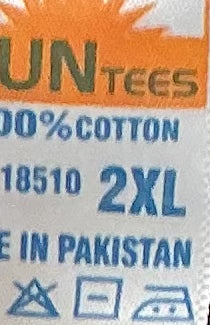 UNTEES
00% COTTON
18510 2XL
E IN PAKISTAN